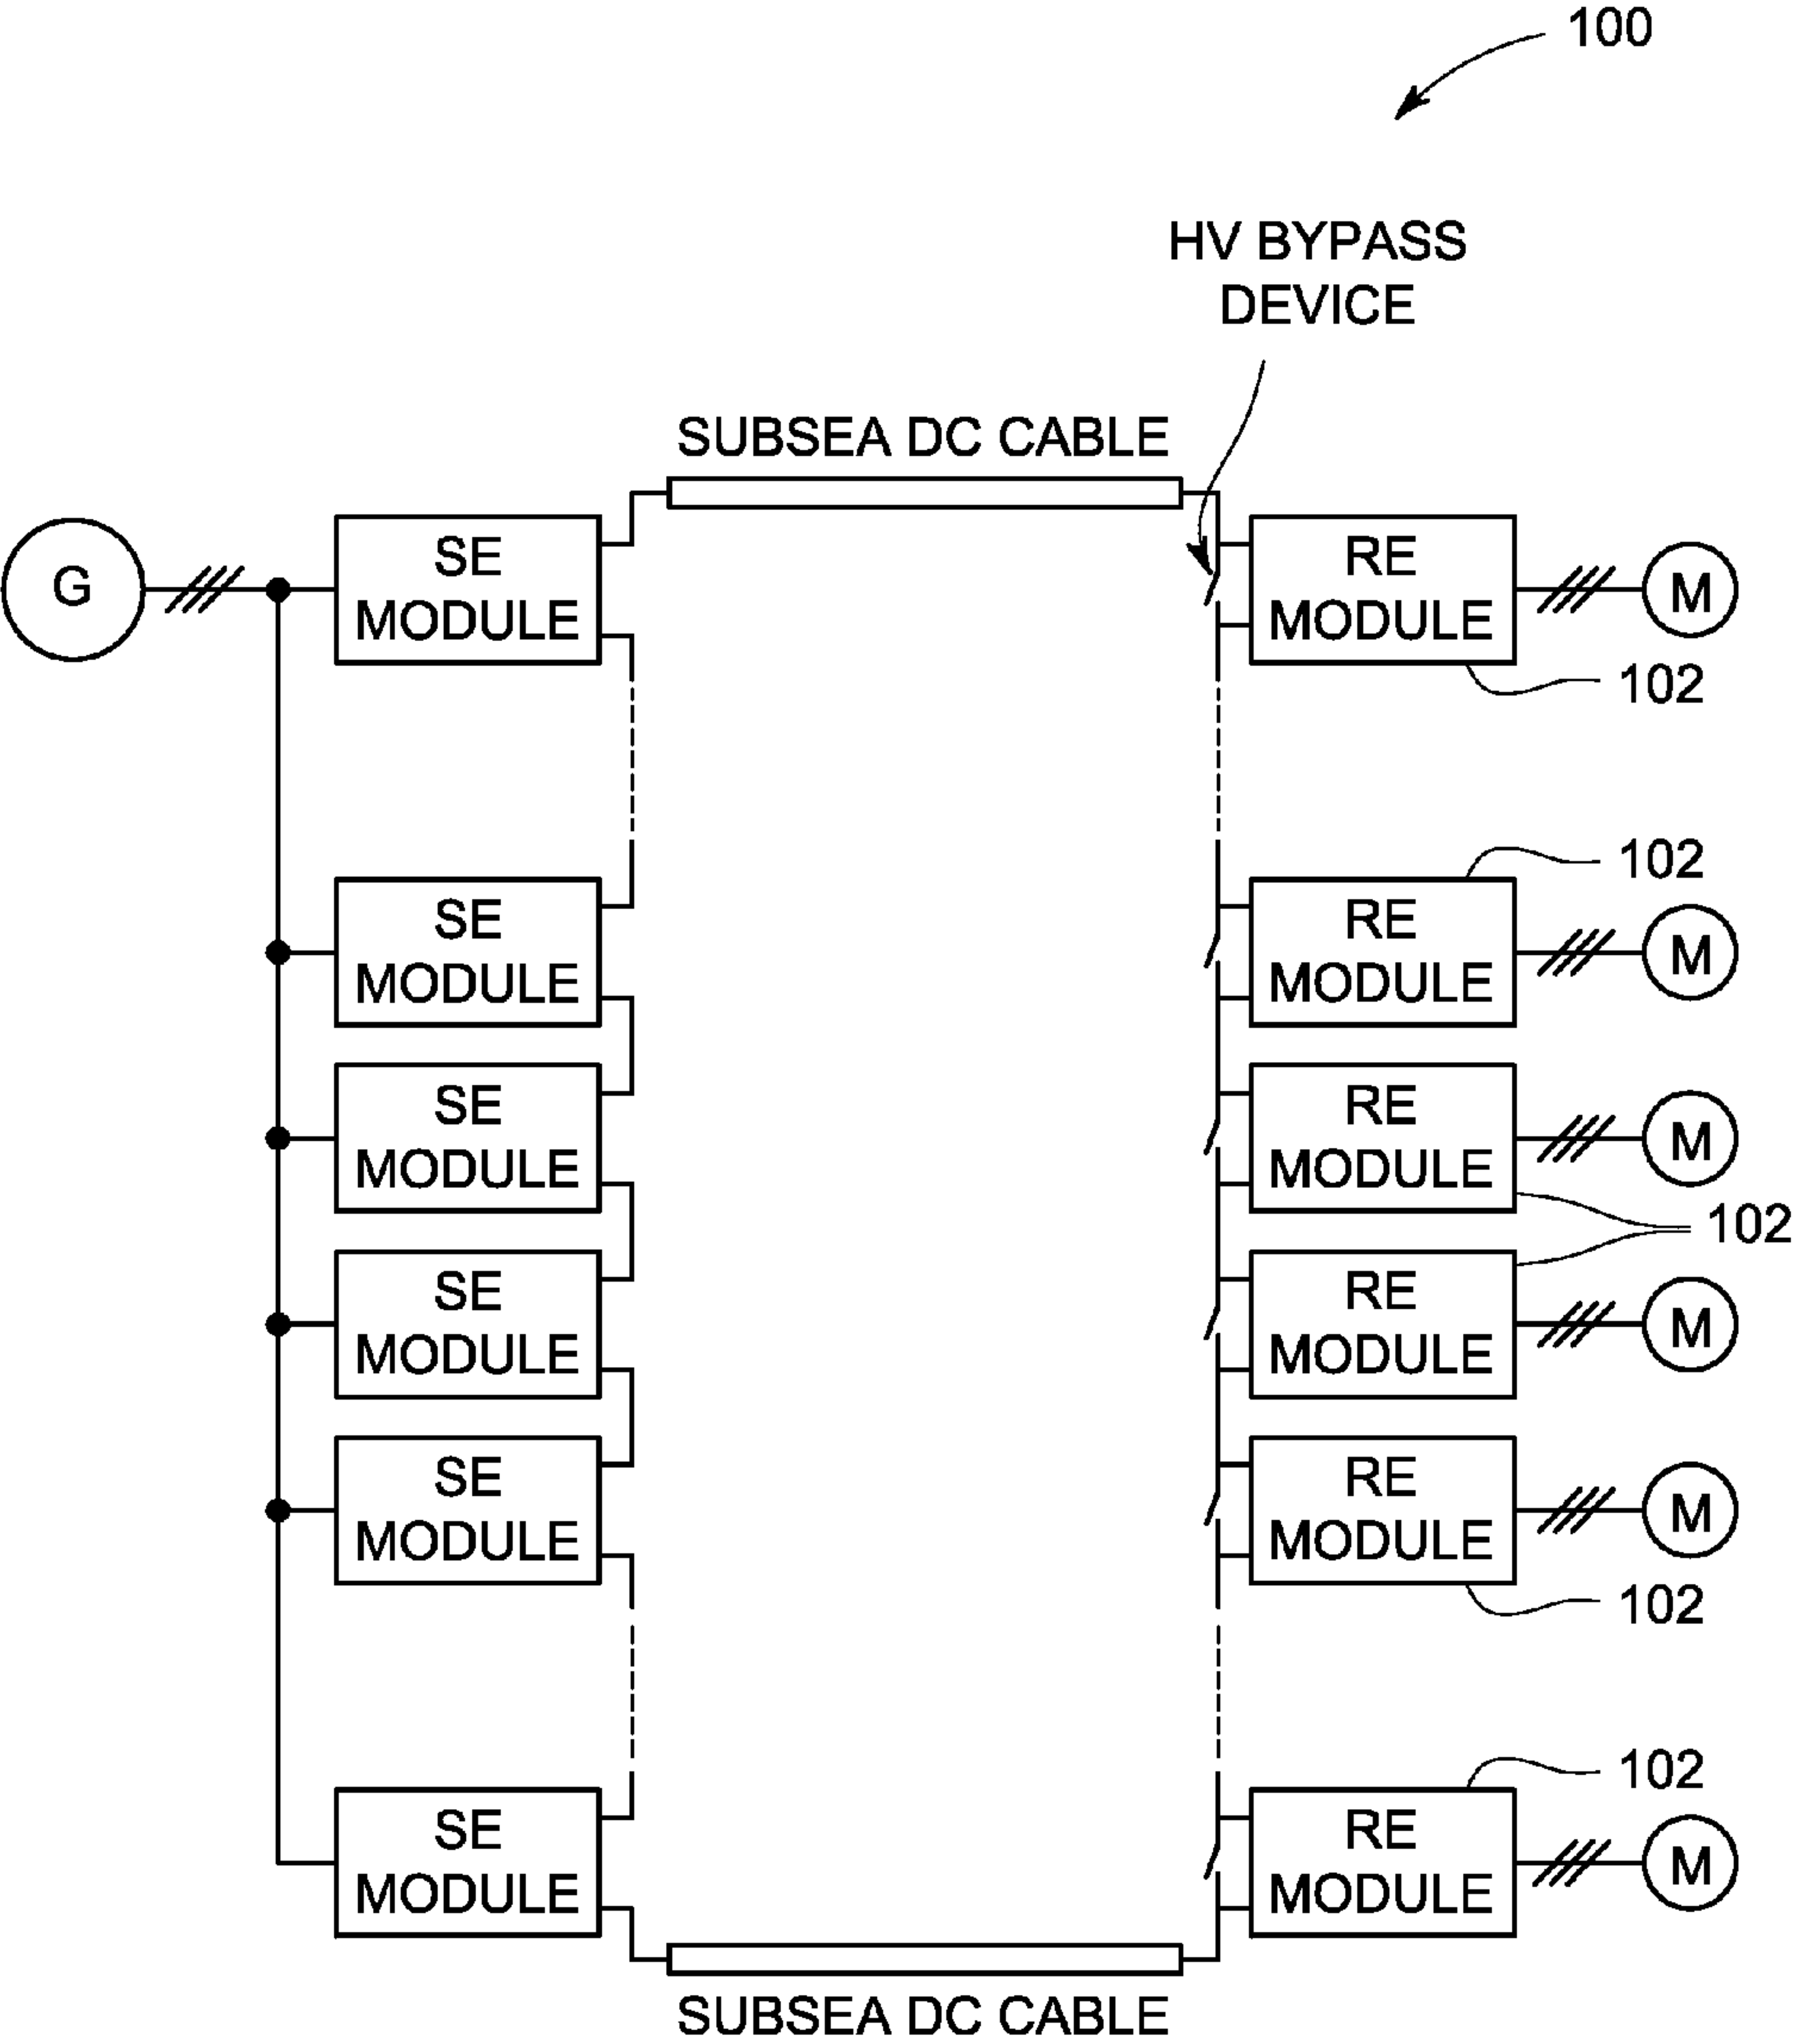 100
HV BYPASS
DEVICE
SUBSEA DC CABLE
G
SE
MODULE
RE
MODULE
M
102
102
SE
MODULE
RE
MODULE
M
SE
MODULE
RE
MODULE
M
102
SE
MODULE
RE
MODULE
M
SE
MODULE
RE
MODULE
M
102
102
SE
MODULE
RE
MODULE
M
SUBSEA DC CABLE